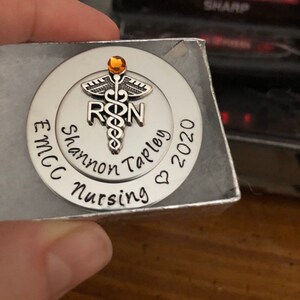 SHARP
RN
Shannon Tapley
EMCC Nursing ♡ 2020